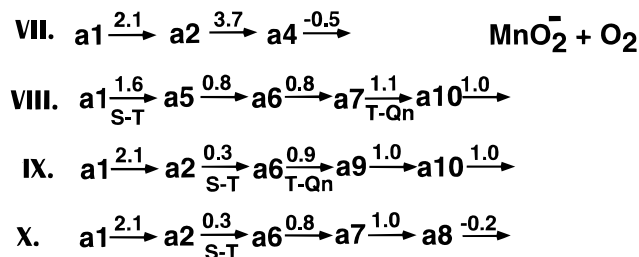 VII. a1 2.1→ a2 3.7→ a4 -0.5→ MnO₂⁻ + O₂
VIII. a1 1.6→ S-T a5 0.8→ a6 0.8→ a7 1.1→ T-Qn a10 1.0→
IX. a1 2.1→ a2 0.3→ S-T a6 0.9→ T-Qn a9 1.0→ a10 1.0→
X. a1 2.1→ a2 0.3→ S-T a6 0.8→ a7 1.0→ a8 -0.2→